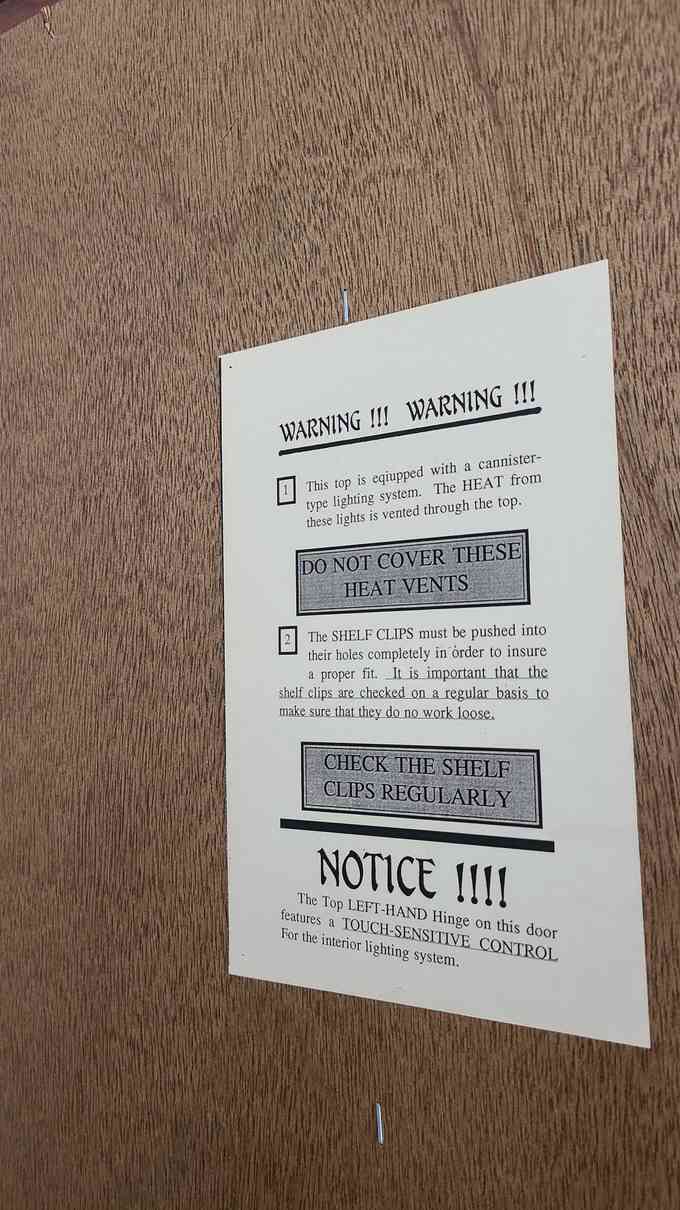 WARNING !!! WARNING !!!
1 This top is eqiupped with a cannister-
type lighting system. The HEAT from
these lights is vented through the top.
DO NOT COVER THESE
HEAT VENTS
2 The SHELF CLIPS must be pushed into
their holes completely in order to insure
a proper fit. It is important that the
shelf clips are checked on a regular basis to
make sure that they do no work loose.
CHECK THE SHELF
CLIPS REGULARLY
NOTICE !!!!
The Top LEFT-HAND Hinge on this door
features a TOUCH-SENSITIVE CONTROL
For the interior lighting system.